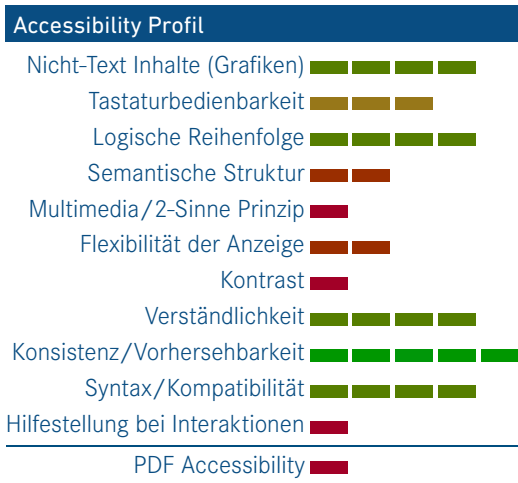 Accessibility Profil
Nicht-Text Inhalte (Grafiken)
Tastaturbedienbarkeit
Logische Reihenfolge
Semantische Struktur
Multimedia/2-Sinne Prinzip
Flexibilität der Anzeige
Kontrast
Verständlichkeit
Konsistenz/Vorhersehbarkeit
Syntax/Kompatibilität
Hilfestellung bei Interaktionen
PDF Accessibility